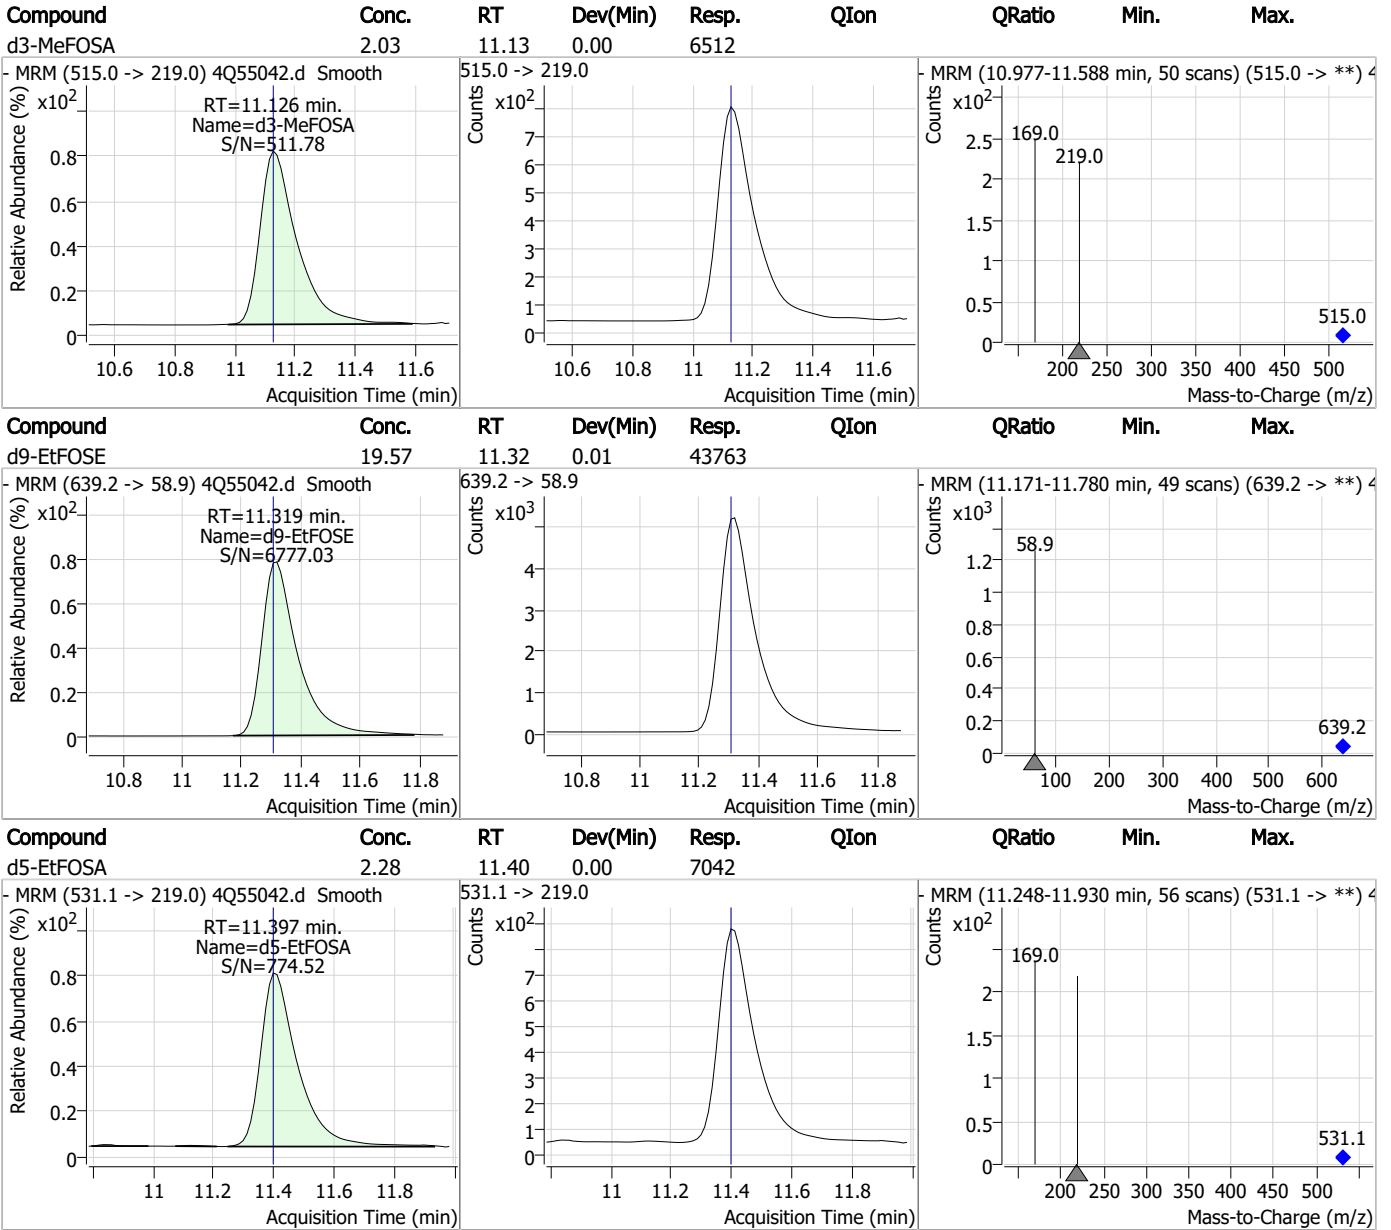 Compound Conc. RT Dev(Min) Resp. QIon QRatio Min. Max.
d3-MeFOSA 2.03 11.13 0.00 6512
- MRM (515.0 -> 219.0) 4Q55042.d Smooth
Relative Abundance (%)
x10²
RT=11.126 min.
Name=d3-MeFOSA
S/N=511.78
0.8
0.6
0.4
0.2
0
10.6 10.8 11 11.2 11.4 11.6
Acquisition Time (min)
515.0 -> 219.0
Counts
x10²
7
6
5
4
3
2
1
0
10.6 10.8 11 11.2 11.4 11.6
Acquisition Time (min)
- MRM (10.977-11.588 min, 50 scans) (515.0 -> **) 4
Counts
x10²
169.0
219.0
2.5
2
1.5
1
0.5
0
515.0
200 250 300 350 400 450 500
Mass-to-Charge (m/z)
Compound Conc. RT Dev(Min) Resp. QIon QRatio Min. Max.
d9-EtFOSE 19.57 11.32 0.01 43763
- MRM (639.2 -> 58.9) 4Q55042.d Smooth
Relative Abundance (%)
x10²
RT=11.319 min.
Name=d9-EtFOSE
S/N=6777.03
0.8
0.6
0.4
0.2
0
10.8 11 11.2 11.4 11.6 11.8
Acquisition Time (min)
639.2 -> 58.9
Counts
x10³
4
3
2
1
0
10.8 11 11.2 11.4 11.6 11.8
Acquisition Time (min)
- MRM (11.171-11.780 min, 49 scans) (639.2 -> **) 4
Counts
x10³
58.9
1.2
1
0.8
0.6
0.4
0.2
0
639.2
100 200 300 400 500 600
Mass-to-Charge (m/z)
Compound Conc. RT Dev(Min) Resp. QIon QRatio Min. Max.
d5-EtFOSA 2.28 11.40 0.00 7042
- MRM (531.1 -> 219.0) 4Q55042.d Smooth
Relative Abundance (%)
x10²
RT=11.397 min.
Name=d5-EtFOSA
S/N=774.52
0.8
0.6
0.4
0.2
0
11 11.2 11.4 11.6 11.8
Acquisition Time (min)
531.1 -> 219.0
Counts
x10²
7
6
5
4
3
2
1
0
11 11.2 11.4 11.6 11.8
Acquisition Time (min)
- MRM (11.248-11.930 min, 56 scans) (531.1 -> **) 4
Counts
x10²
169.0
2
1.5
1
0.5
0
531.1
200 250 300 350 400 450 500
Mass-to-Charge (m/z)